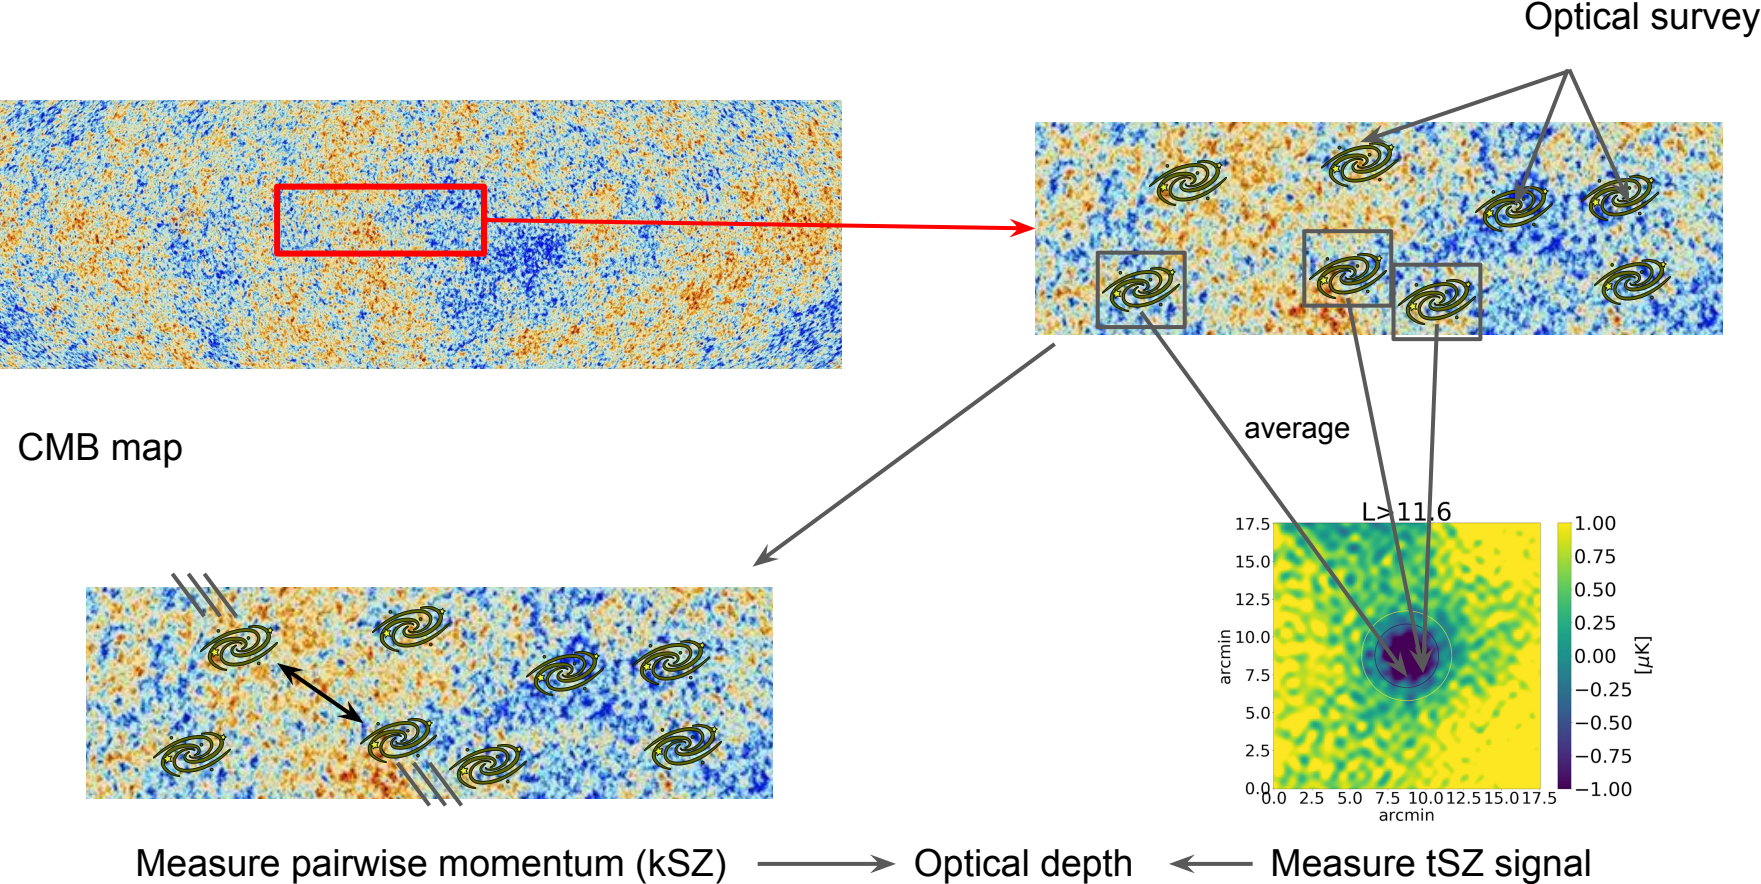 Optical survey
CMB map
average
L>11.6
17.5
15.0
12.5
10.0
7.5
5.0
2.5
0.0
arcmin
0.0 2.5 5.0 7.5 10.0 12.5 15.0 17.5
arcmin
1.00
0.75
0.50
0.25
0.00
−0.25
−0.50
−0.75
−1.00
[μK]
Measure pairwise momentum (kSZ) Optical depth Measure tSZ signal